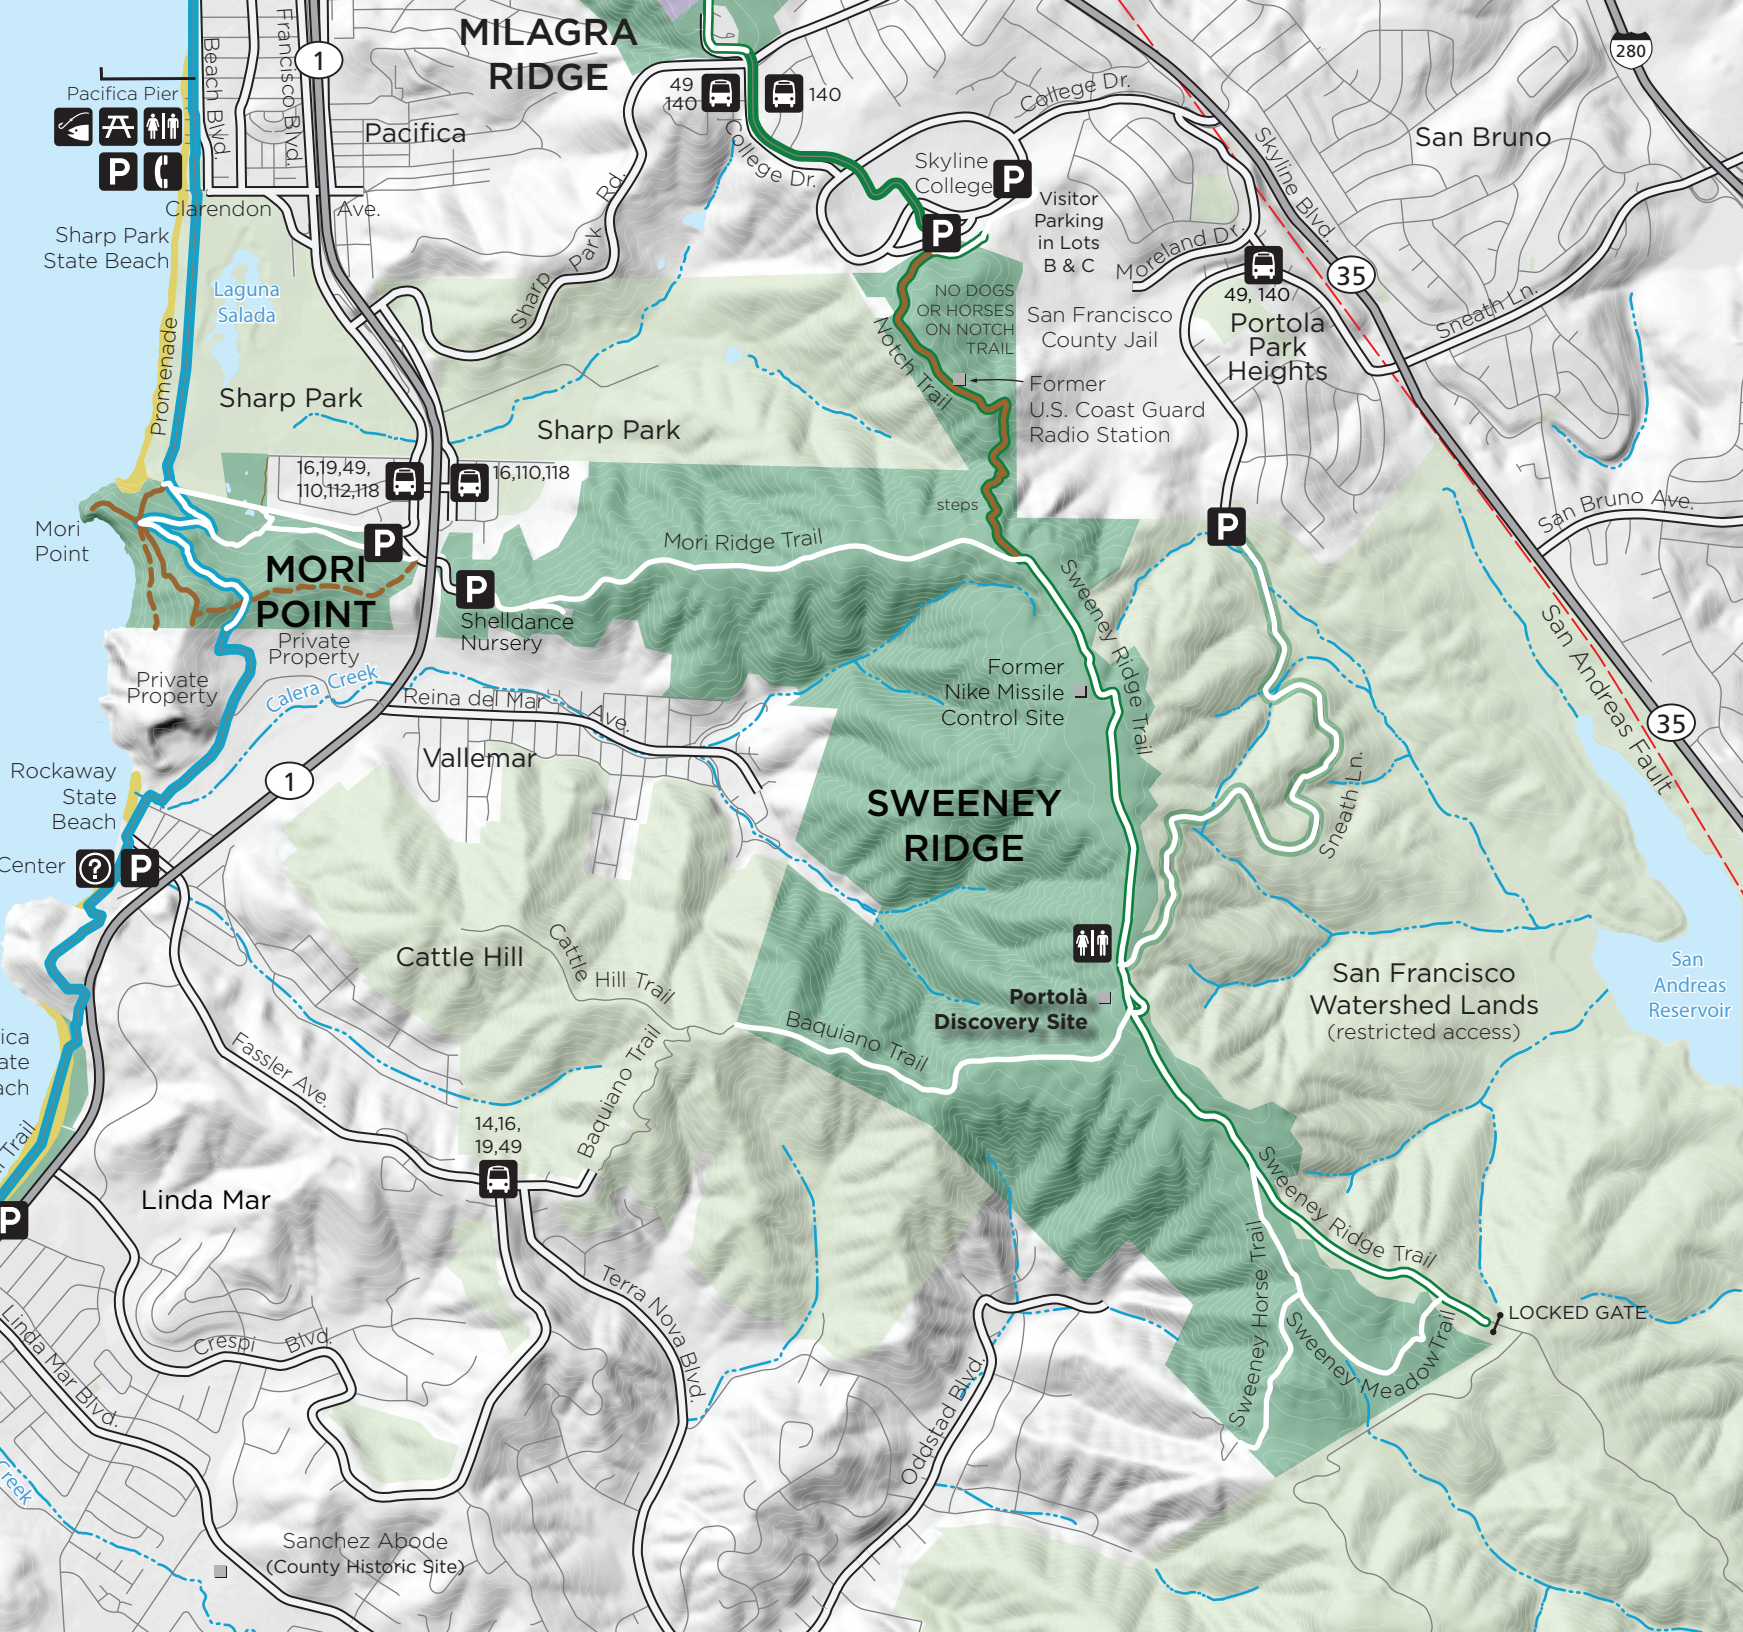 MILAGRA
RIDGE
1
280
Beach Blvd.
Francisco Blvd.
Pacifica Pier
P
Pacifica
49
140
140
College Dr.
College Dr.
Skyline
College
P
P
Visitor
Parking
in Lots
B & C
San Bruno
Skyline Blvd.
Clarendon
Ave.
Sharp Park
State Beach
Laguna
Salada
Sharp Park Rd.
Moreland Dr.
49, 140
35
Sneath Ln.
NO DOGS
OR HORSES
ON NOTCH
TRAIL
San Francisco
County Jail
Portola
Park
Heights
Notch Trail
Former
U.S. Coast Guard
Radio Station
Promenade
Sharp Park
Sharp Park
16,19,49,
110,112,118
16,110,118
steps
San Bruno Ave.
Mori
Point
P
P
P
Mori Ridge Trail
MORI
POINT
Shelldance
Nursery
Private
Property
Private
Property
Calera Creek
Reina del Mar Ave.
Vallemar
Sweeney Ridge Trail
Former
Nike Missile
Control Site
San Andreas Fault
35
Rockaway
State
Beach
1
SWEENEY
RIDGE
Sneath Ln.
Center
?
P
Cattle Hill
Cattle Hill Trail
Portolà
Discovery Site
San Francisco
Watershed Lands
(restricted access)
San
Andreas
Reservoir
Baquiano Trail
Baquiano Trail
ica
ate
ach
Trail
Fassler Ave.
14,16,
19,49
Linda Mar
P
Sweeney Ridge Trail
Sweeney Horse Trail
Sweeney Meadow Trail
LOCKED GATE
Terra Nova Blvd.
Oddstad Blvd.
Crespi Blvd.
Linda Mar Blvd.
Creek
Sanchez Abode
(County Historic Site)